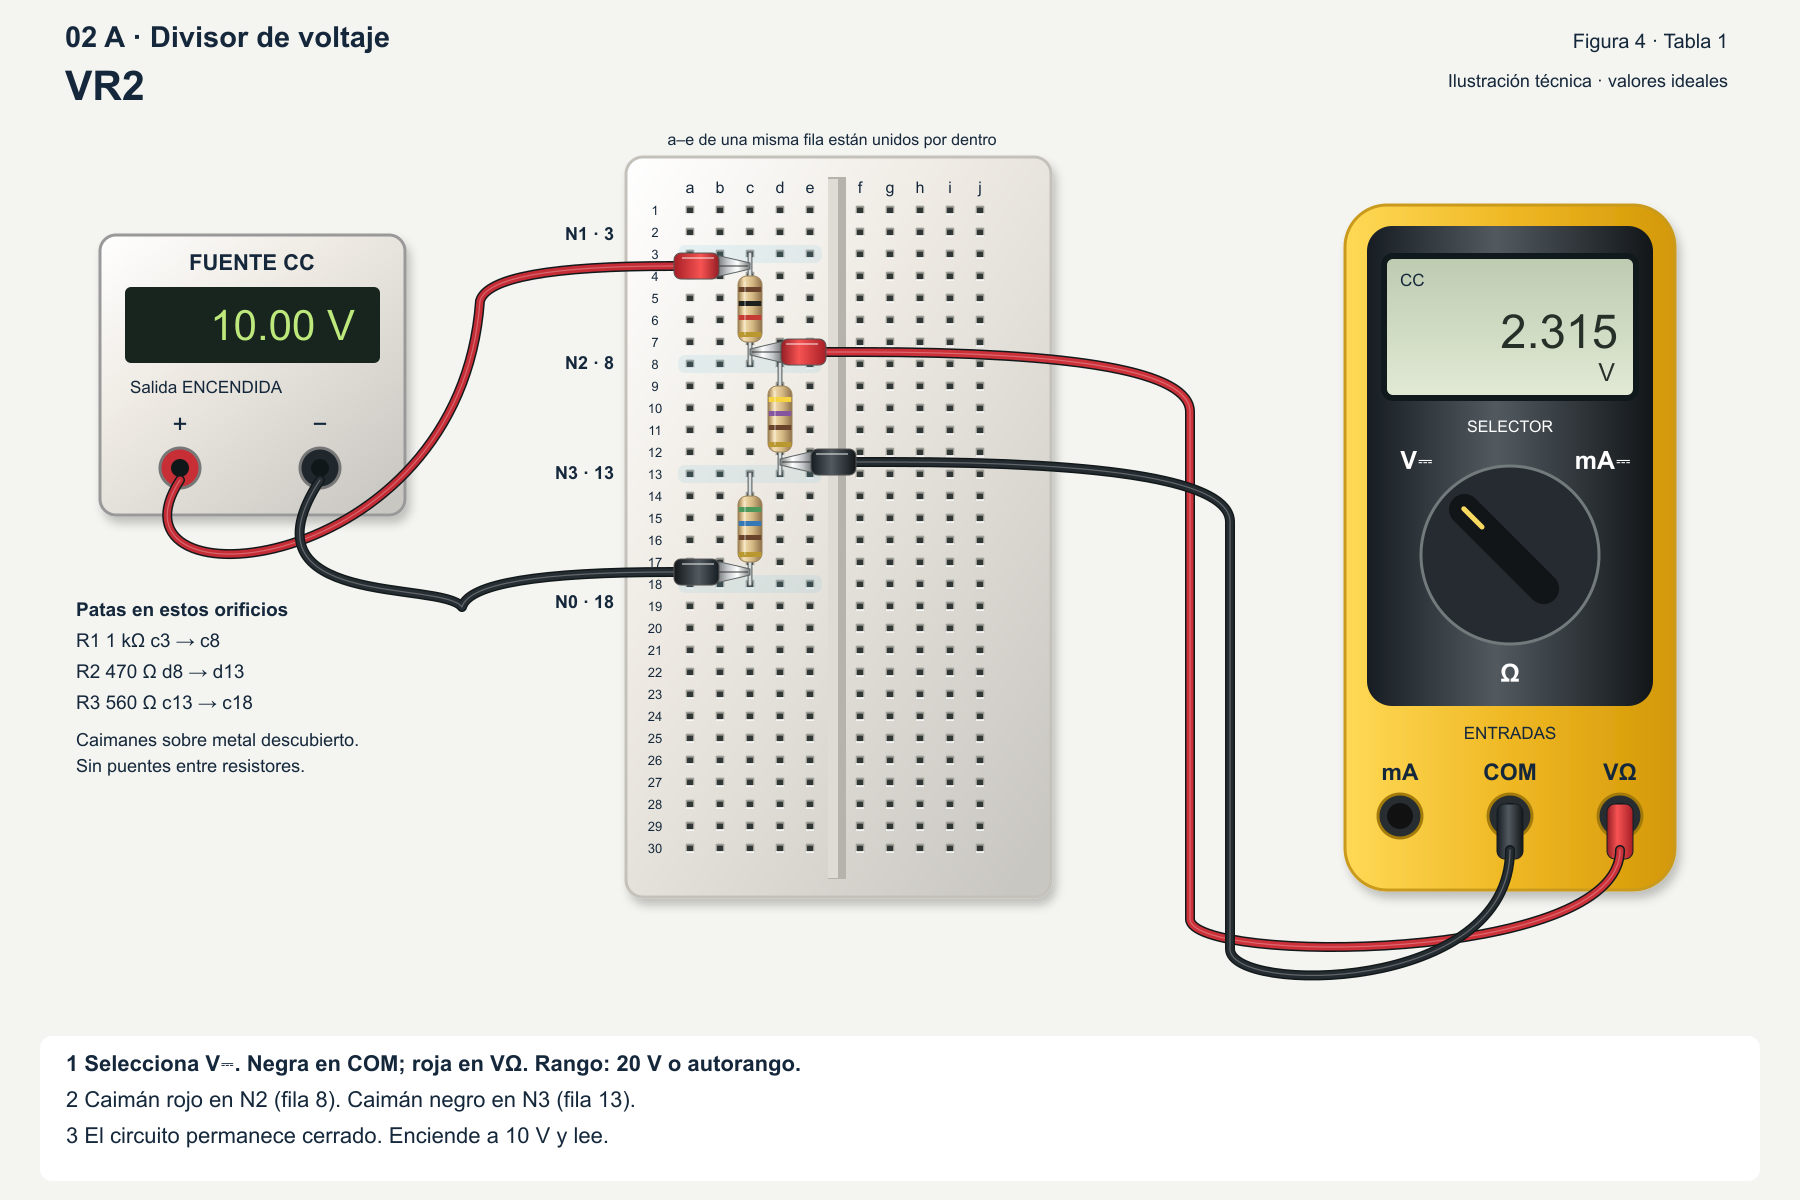 02 A · Divisor de voltaje
VR2
Figura 4 · Tabla 1
Ilustración técnica · valores ideales
a–e de una misma fila están unidos por dentro
a b c d e f g h i j
1
2
3
4
5
6
7
8
9
10
11
12
13
14
15
16
17
18
19
20
21
22
23
24
25
26
27
28
29
30
N1 · 3
N2 · 8
N3 · 13
N0 · 18
FUENTE CC
10.00 V
Salida ENCENDIDA
+ −
Patas en estos orificios
R1 1 kΩ c3 → c8
R2 470 Ω d8 → d13
R3 560 Ω c13 → c18
Caimanes sobre metal descubierto.
Sin puentes entre resistores.
CC
2.315
V
SELECTOR
V⎓ mA⎓
Ω
ENTRADAS
mA COM VΩ
1 Selecciona V⎓. Negra en COM; roja en VΩ. Rango: 20 V o autorango.
2 Caimán rojo en N2 (fila 8). Caimán negro en N3 (fila 13).
3 El circuito permanece cerrado. Enciende a 10 V y lee.